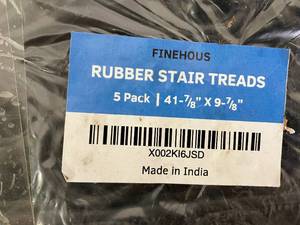 FINEHOUS
RUBBER STAIR TREADS
5 Pack | 41-⅞" X 9-⅞"
X002KI6JSD
Made in India